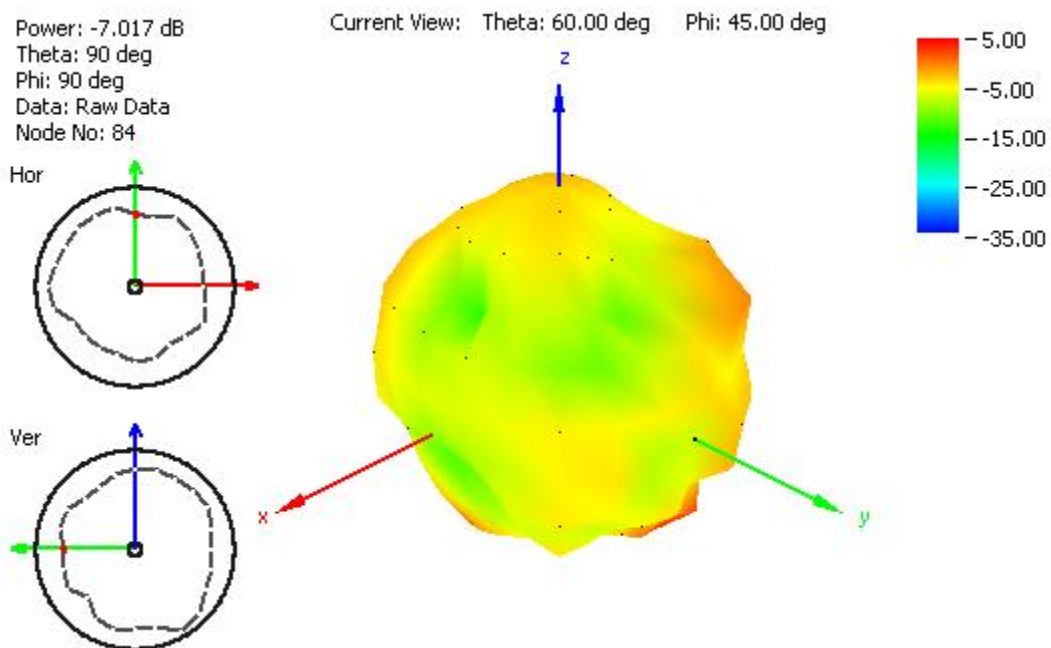 Power: -7.017 dB
Theta: 90 deg
Phi: 90 deg
Data: Raw Data
Node No: 84
Current View: Theta: 60.00 deg Phi: 45.00 deg
z
x
y
Hor
Ver
5.00
-5.00
-15.00
-25.00
-35.00